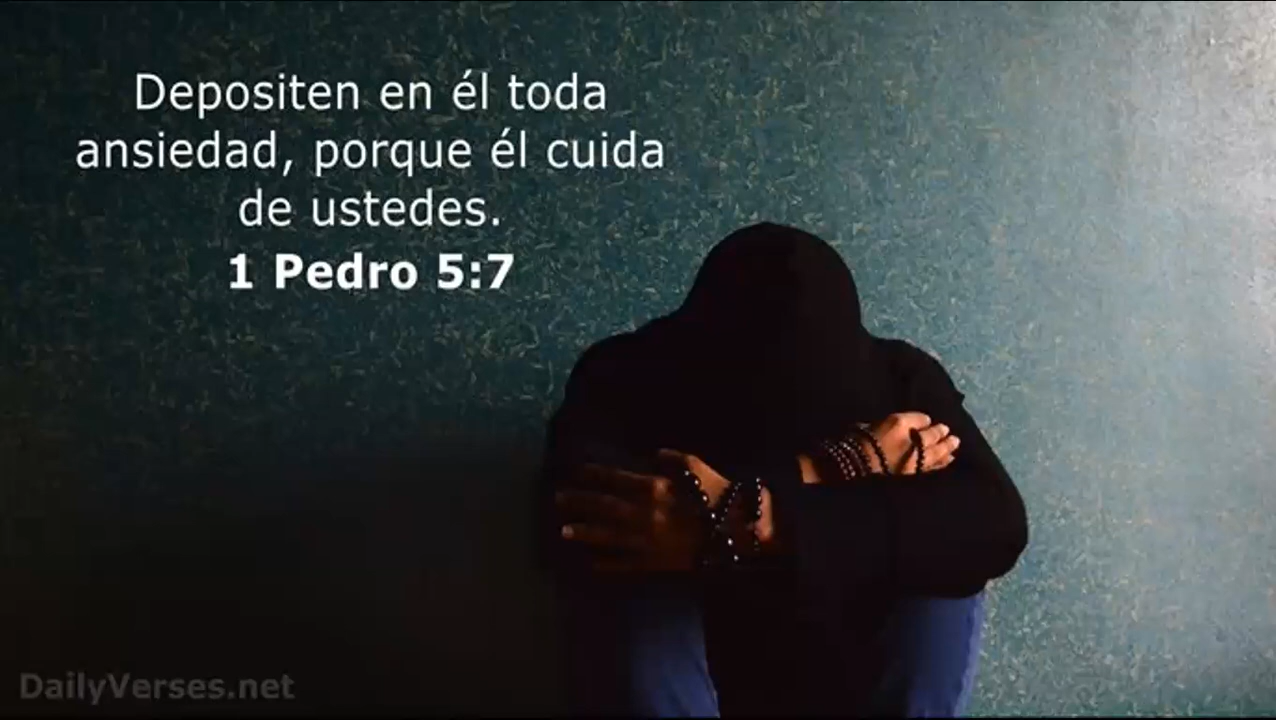 Depositen en él toda
ansiedad, porque él cuida
de ustedes.
1 Pedro 5:7
DailyVerses.net